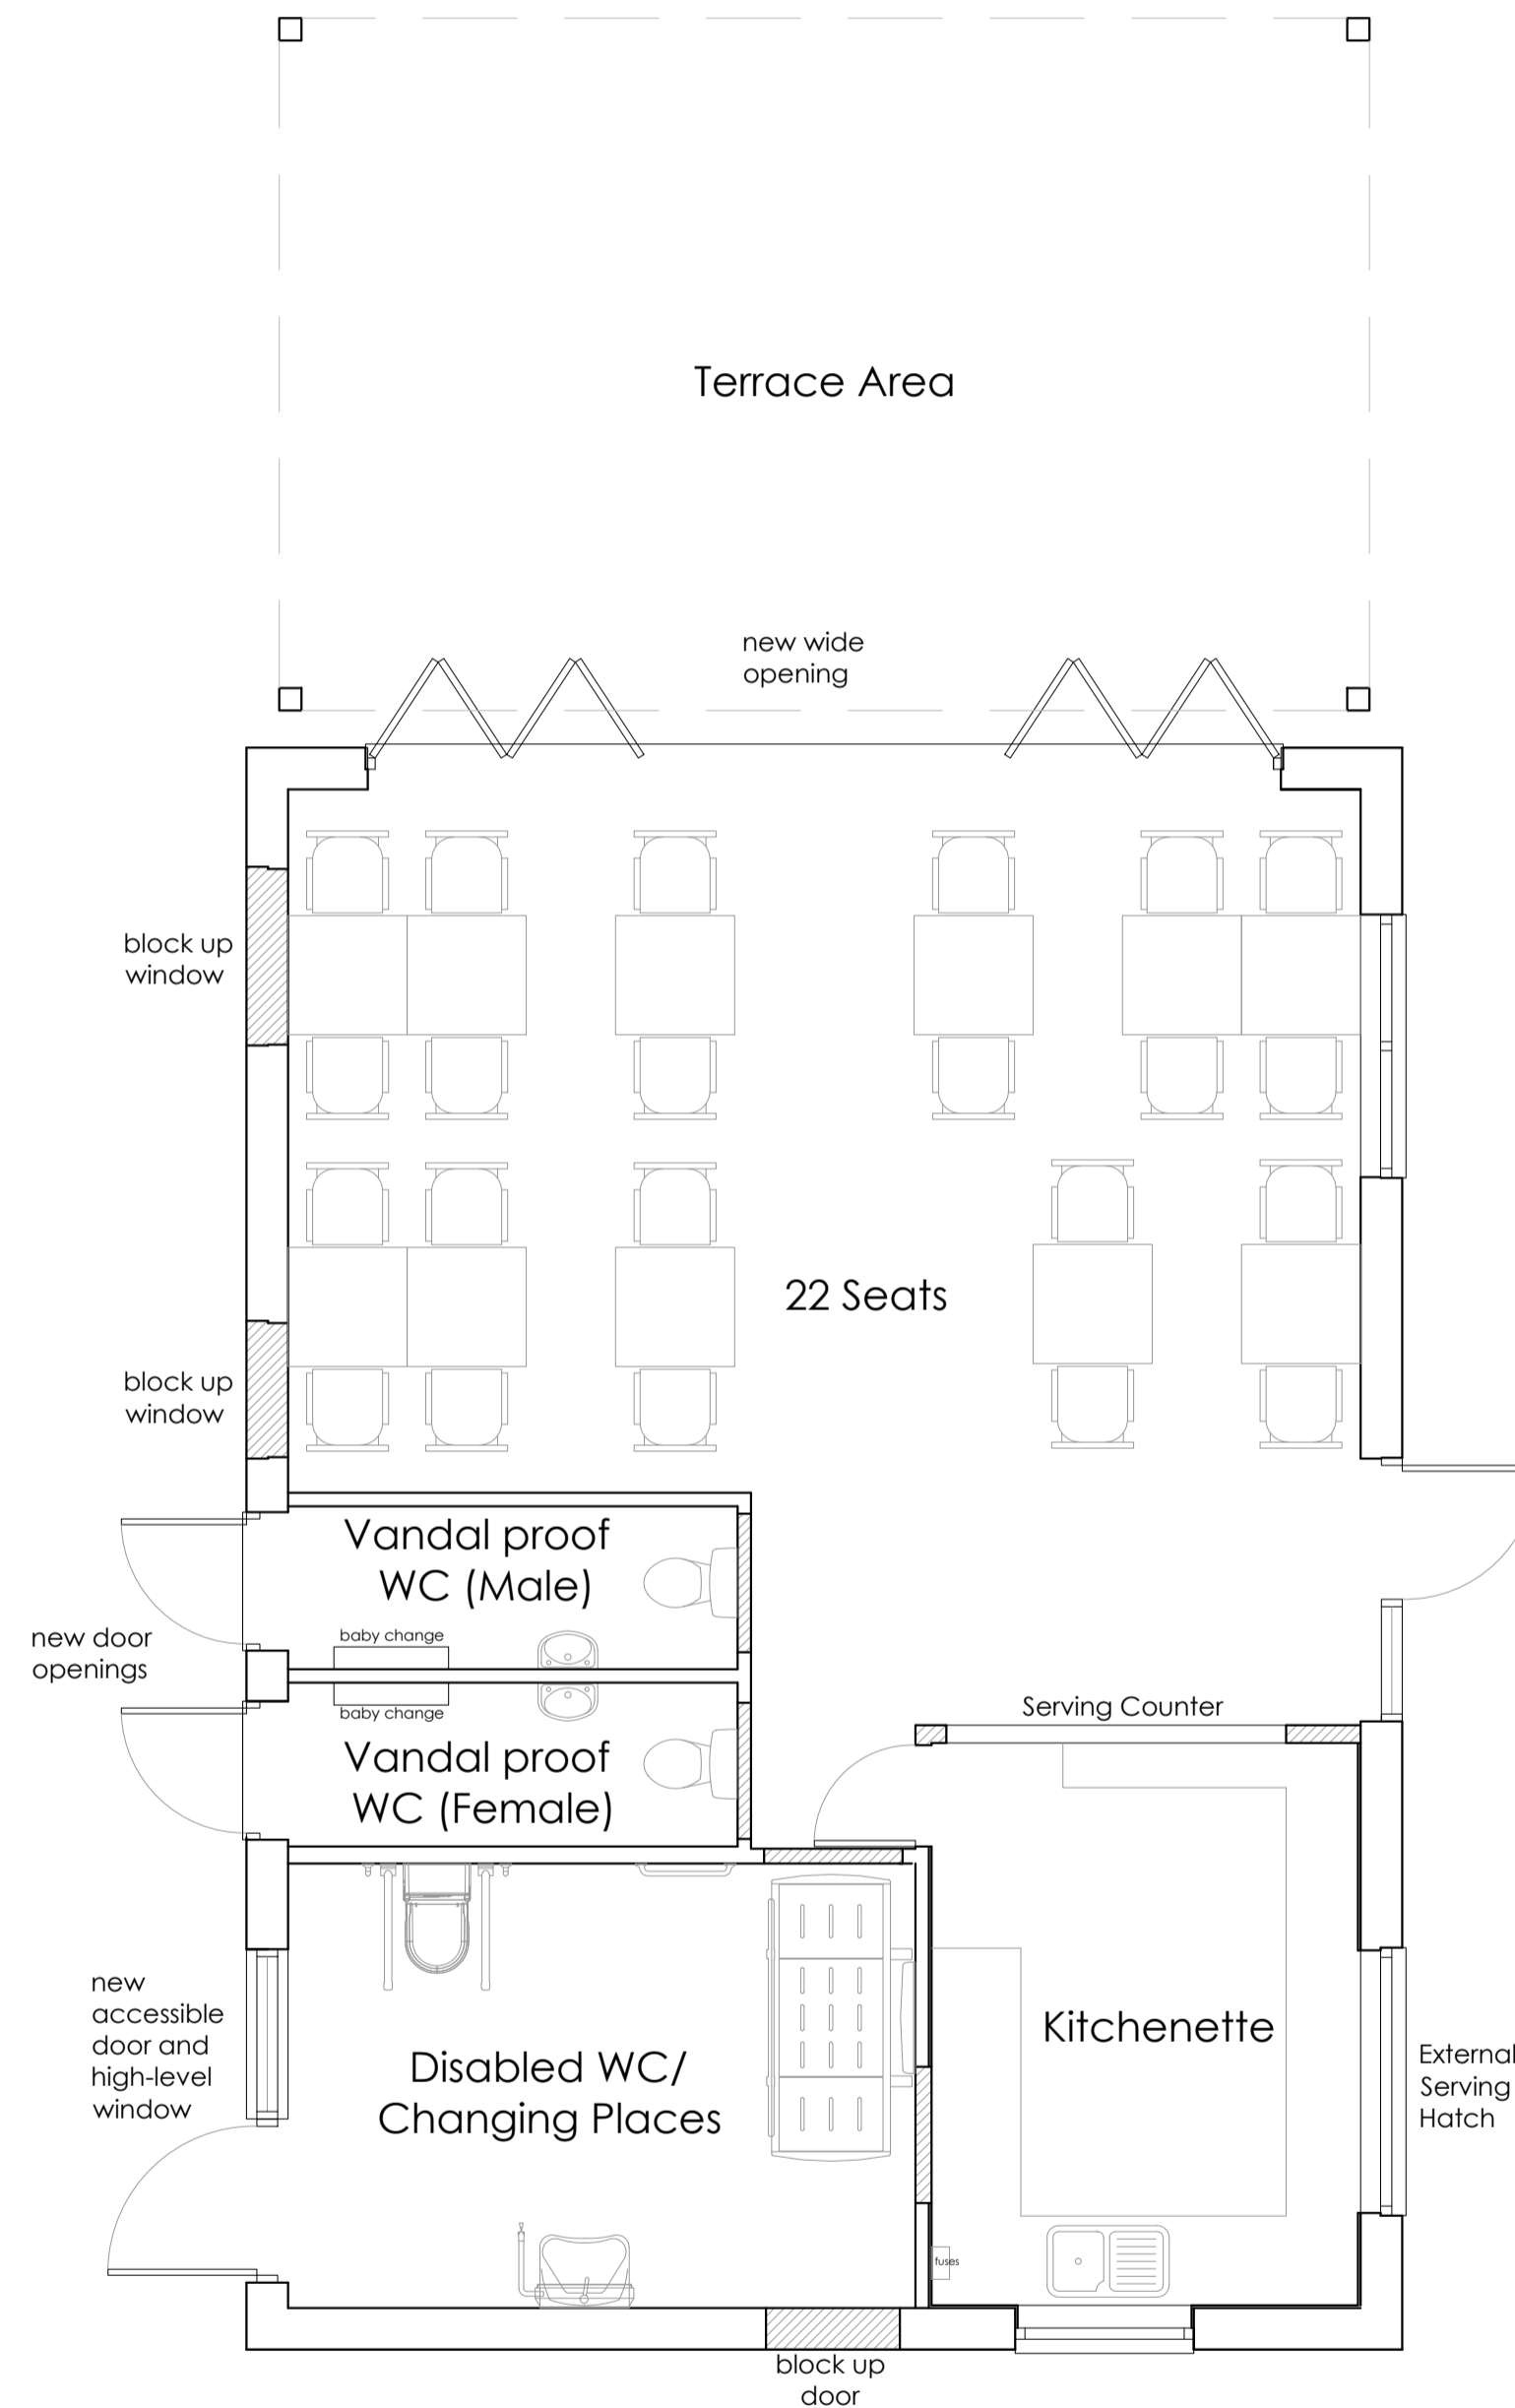 Terrace Area
new wide
opening
block up
window
22 Seats
block up
window
Vandal proof
WC (Male)
baby change
new door
openings
baby change
Vandal proof
WC (Female)
Serving Counter
new
accessible
door and
high-level
window
Disabled WC/
Changing Places
Kitchenette
External
Serving
Hatch
fuses
block up
door